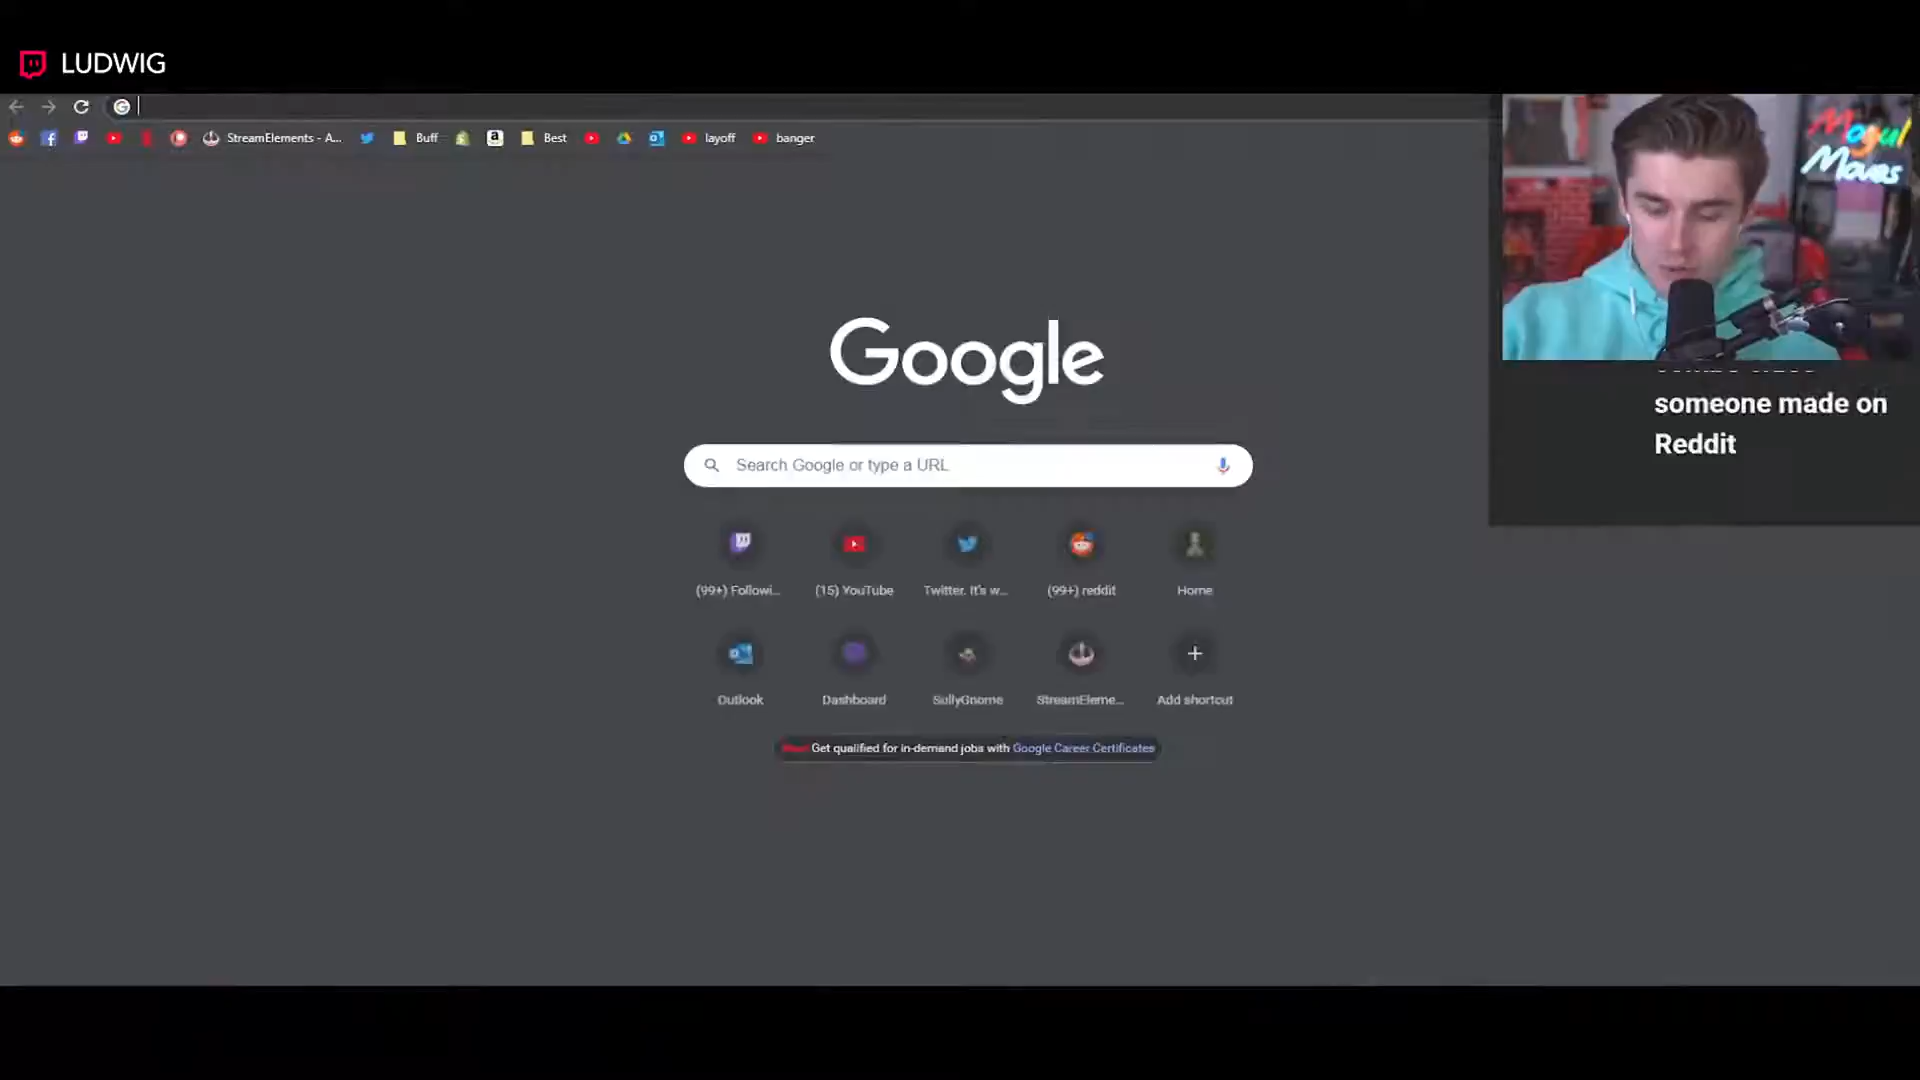 LUDWIG
StreamElements - A...
Buff
Best
layoff
banger
Mogul
Moves
someone made on
Reddit
Google
Search Google or type a URL
(99+) Followi...
(15) YouTube
Twitter. It's w...
(99+) reddit
Home
Outlook
Dashboard
SullyGnome
StreamEleme...
Add shortcut
Get qualified for in-demand jobs with Google Career Certificates